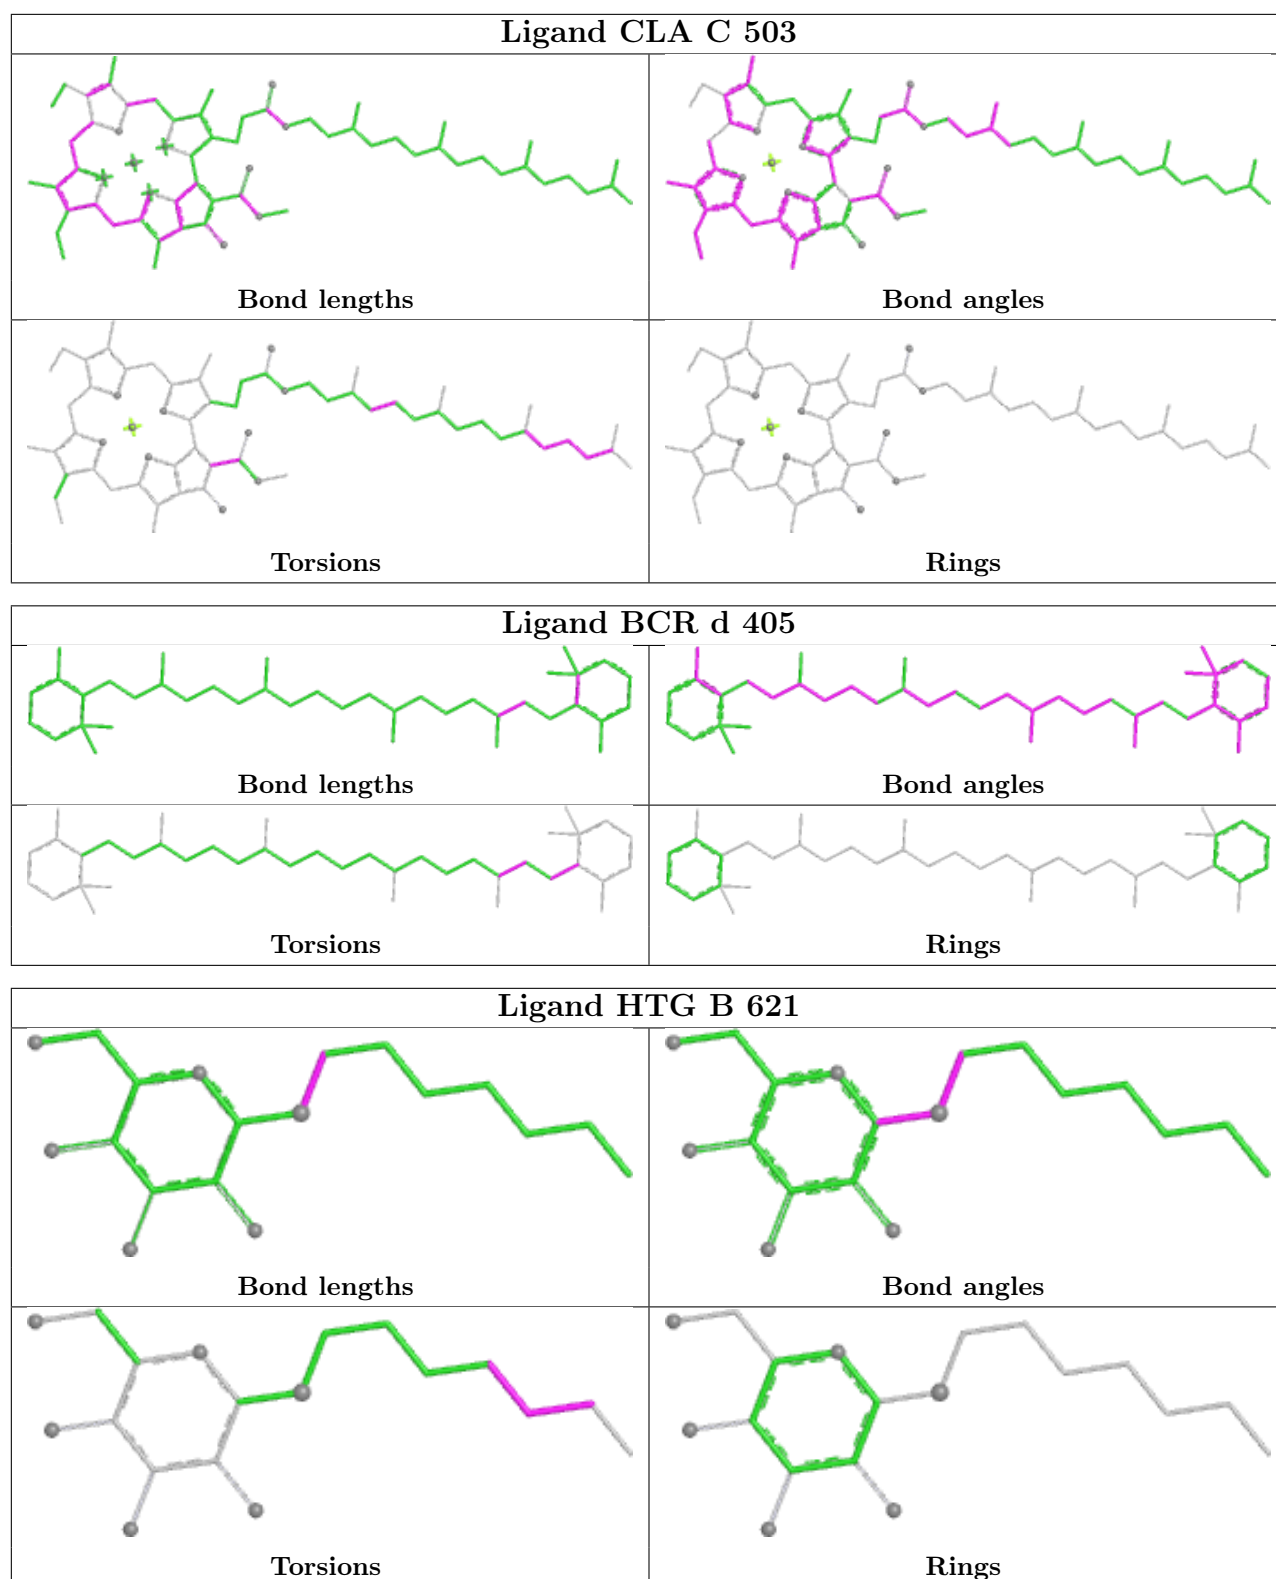 Ligand CLA C 503
Bond lengths
Bond angles
Torsions
Rings
Ligand BCR d 405
Bond lengths
Bond angles
Torsions
Rings
Ligand HTG B 621
Bond lengths
Bond angles
Torsions
Rings